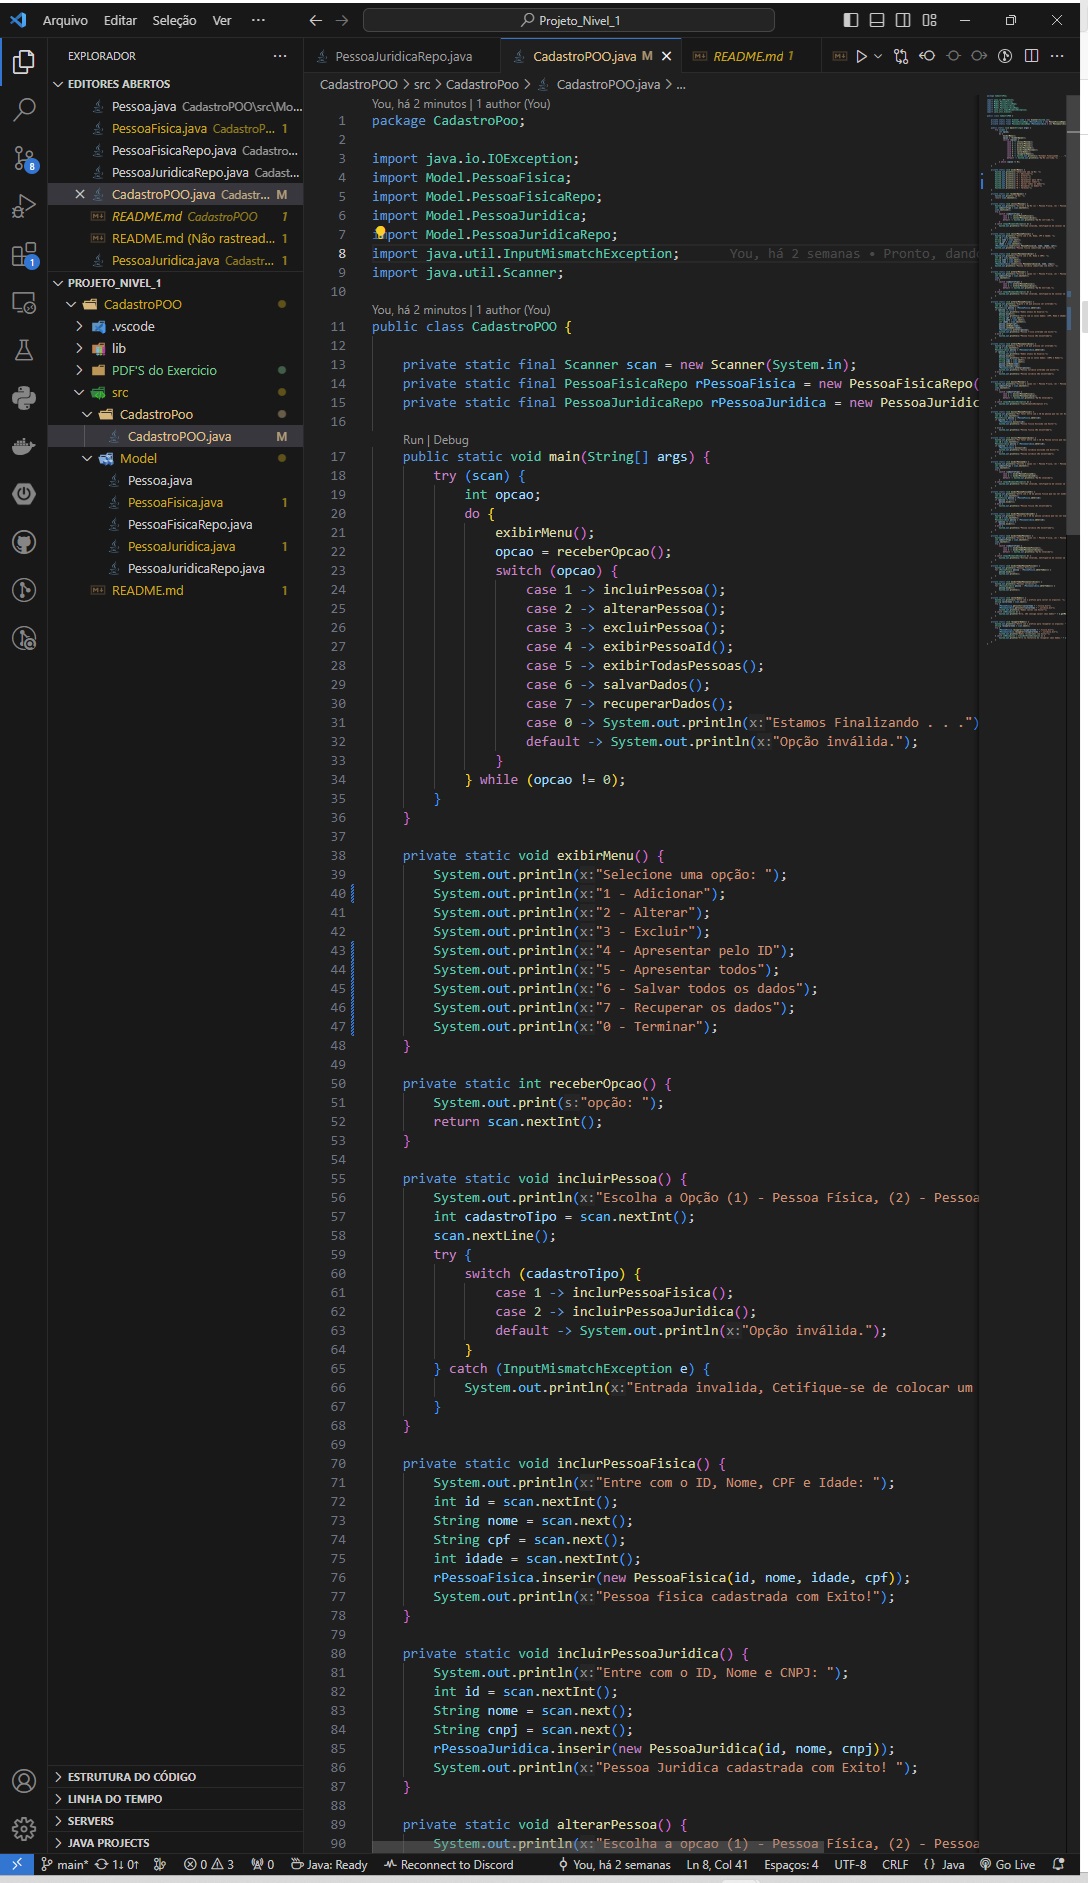 Arquivo Editar Seleção Ver ··· Projeto_Nivel_1
EXPLORADOR ···
EDITORES ABERTOS
Pessoa.java CadastroPOO\src\Mo...
PessoaFisica.java CadastroP... 1
PessoaFisicaRepo.java Cadastro...
PessoaJuridicaRepo.java Cadast...
CadastroPOO.java Cadastr... M
README.md CadastroPOO 1
README.md (Não rastread... 1
PessoaJuridica.java Cadastr... 1
PROJETO_NIVEL_1
CadastroPOO
.vscode
lib
PDF'S do Exercicio
src
CadastroPoo
CadastroPOO.java M
Model
Pessoa.java
PessoaFisica.java 1
PessoaFisicaRepo.java
PessoaJuridica.java 1
PessoaJuridicaRepo.java
README.md 1
ESTRUTURA DO CÓDIGO
LINHA DO TEMPO
SERVERS
JAVA PROJECTS
PessoaJuridicaRepo.java CadastroPOO.java M README.md 1
CadastroPOO > src > CadastroPoo > CadastroPOO.java > ...
You, há 2 minutos | 1 author (You)
1 package CadastroPoo;
2
3 import java.io.IOException;
4 import Model.PessoaFisica;
5 import Model.PessoaFisicaRepo;
6 import Model.PessoaJuridica;
7 import Model.PessoaJuridicaRepo;
8 import java.util.InputMismatchException; You, há 2 semanas • Pronto, dando
9 import java.util.Scanner;
10
You, há 2 minutos | 1 author (You)
11 public class CadastroPOO {
12
13 private static final Scanner scan = new Scanner(System.in);
14 private static final PessoaFisicaRepo rPessoaFisica = new PessoaFisicaRepo(
15 private static final PessoaJuridicaRepo rPessoaJuridica = new PessoaJuridic
16
Run | Debug
17 public static void main(String[] args) {
18 try (scan) {
19 int opcao;
20 do {
21 exibirMenu();
22 opcao = receberOpcao();
23 switch (opcao) {
24 case 1 -> incluirPessoa();
25 case 2 -> alterarPessoa();
26 case 3 -> excluirPessoa();
27 case 4 -> exibirPessoaId();
28 case 5 -> exibirTodasPessoas();
29 case 6 -> salvarDados();
30 case 7 -> recuperarDados();
31 case 0 -> System.out.println(x:"Estamos Finalizando . . .")
32 default -> System.out.println(x:"Opção inválida.");
33 }
34 } while (opcao != 0);
35 }
36 }
37
38 private static void exibirMenu() {
39 System.out.println(x:"Selecione uma opção: ");
40 System.out.println(x:"1 - Adicionar");
41 System.out.println(x:"2 - Alterar");
42 System.out.println(x:"3 - Excluir");
43 System.out.println(x:"4 - Apresentar pelo ID");
44 System.out.println(x:"5 - Apresentar todos");
45 System.out.println(x:"6 - Salvar todos os dados");
46 System.out.println(x:"7 - Recuperar os dados");
47 System.out.println(x:"0 - Terminar");
48 }
49
50 private static int receberOpcao() {
51 System.out.print(s:"opção: ");
52 return scan.nextInt();
53 }
54
55 private static void incluirPessoa() {
56 System.out.println(x:"Escolha a Opção (1) - Pessoa Física, (2) - Pessoa
57 int cadastroTipo = scan.nextInt();
58 scan.nextLine();
59 try {
60 switch (cadastroTipo) {
61 case 1 -> inclurPessoaFisica();
62 case 2 -> incluirPessoaJuridica();
63 default -> System.out.println(x:"Opção inválida.");
64 }
65 } catch (InputMismatchException e) {
66 System.out.println(x:"Entrada invalida, Cetifique-se de colocar um
67 }
68 }
69
70 private static void inclurPessoaFisica() {
71 System.out.println(x:"Entre com o ID, Nome, CPF e Idade: ");
72 int id = scan.nextInt();
73 String nome = scan.next();
74 String cpf = scan.next();
75 int idade = scan.nextInt();
76 rPessoaFisica.inserir(new PessoaFisica(id, nome, idade, cpf));
77 System.out.println(x:"Pessoa fisica cadastrada com Exito!");
78 }
79
80 private static void incluirPessoaJuridica() {
81 System.out.println(x:"Entre com o ID, Nome e CNPJ: ");
82 int id = scan.nextInt();
83 String nome = scan.next();
84 String cnpj = scan.next();
85 rPessoaJuridica.inserir(new PessoaJuridica(id, nome, cnpj));
86 System.out.println(x:"Pessoa Juridica cadastrada com Exito! ");
87 }
88
89 private static void alterarPessoa() {
90 System.out.println(x:"Escolha a opcao (1) - Pessoa Física, (2) - Pessoa
main* 1↓ 0↑ 0 3 0 Java: Ready Reconnect to Discord You, há 2 semanas Ln 8, Col 41 Espaços: 4 UTF-8 CRLF {} Java Go Live